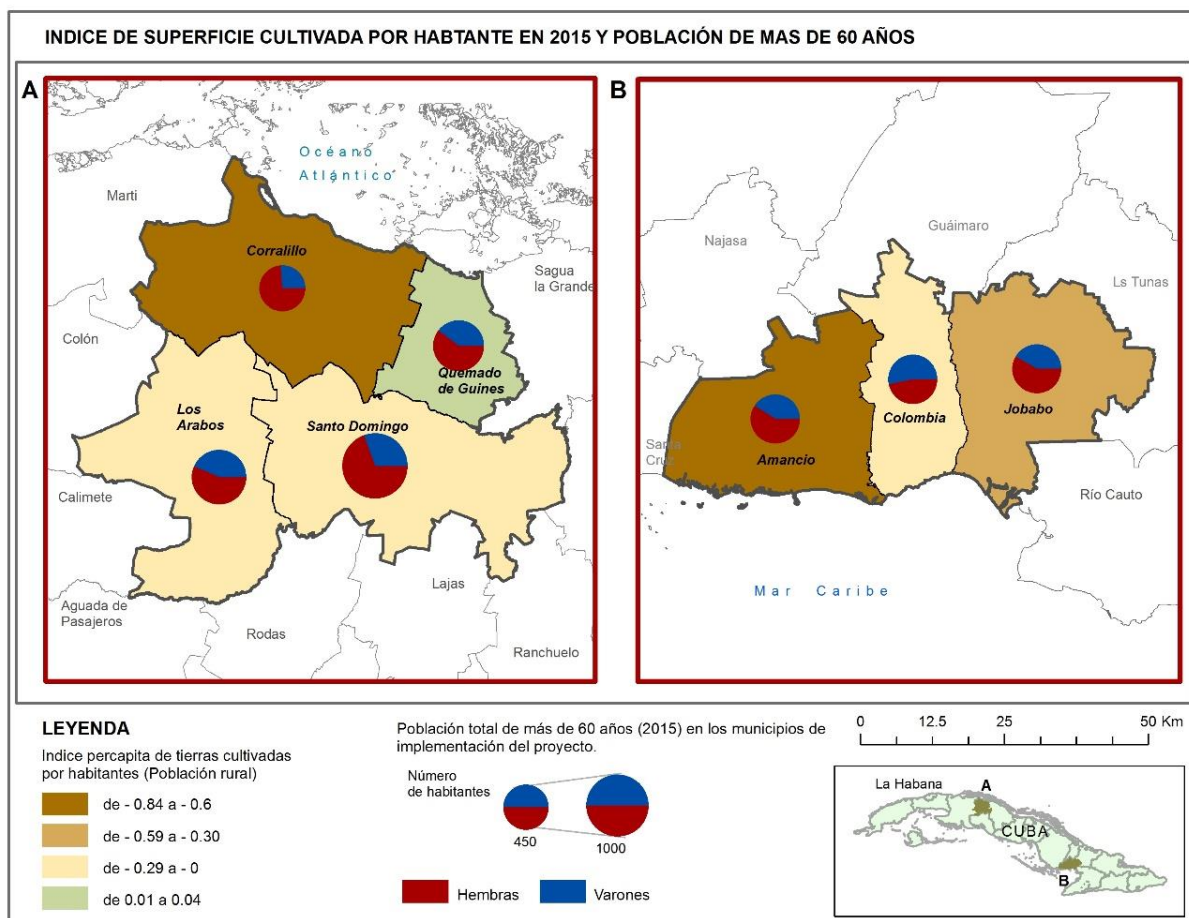 INDICE DE SUPERFICIE CULTIVADA POR HABTANTE EN 2015 Y POBLACIÓN DE MAS DE 60 AÑOS
A
Océano
Atlántico
Marti
Corralillo
Sagua
la Grande
Colón
Quemado
de Guines
Los
Arabos
Santo Domingo
Calimete
Lajas
Aguada de
Pasajeros
Rodas
Ranchuelo
B
Guáimaro
Najasa
Ls Tunas
Colombia
Jobabo
Santa
Cruz
Amancio
Río Cauto
Mar Caribe
LEYENDA
Indice percapita de tierras cultivadas
por habitantes (Población rural)
de - 0.84 a - 0.6
de - 0.59 a - 0.30
de - 0.29 a - 0
de 0.01 a 0.04
Población total de más de 60 años (2015) en los municipios de
implementación del proyecto.
Número
de habitantes
450
1000
Hembras
Varones
0 12.5 25 50 Km
La Habana
A
CUBA
B